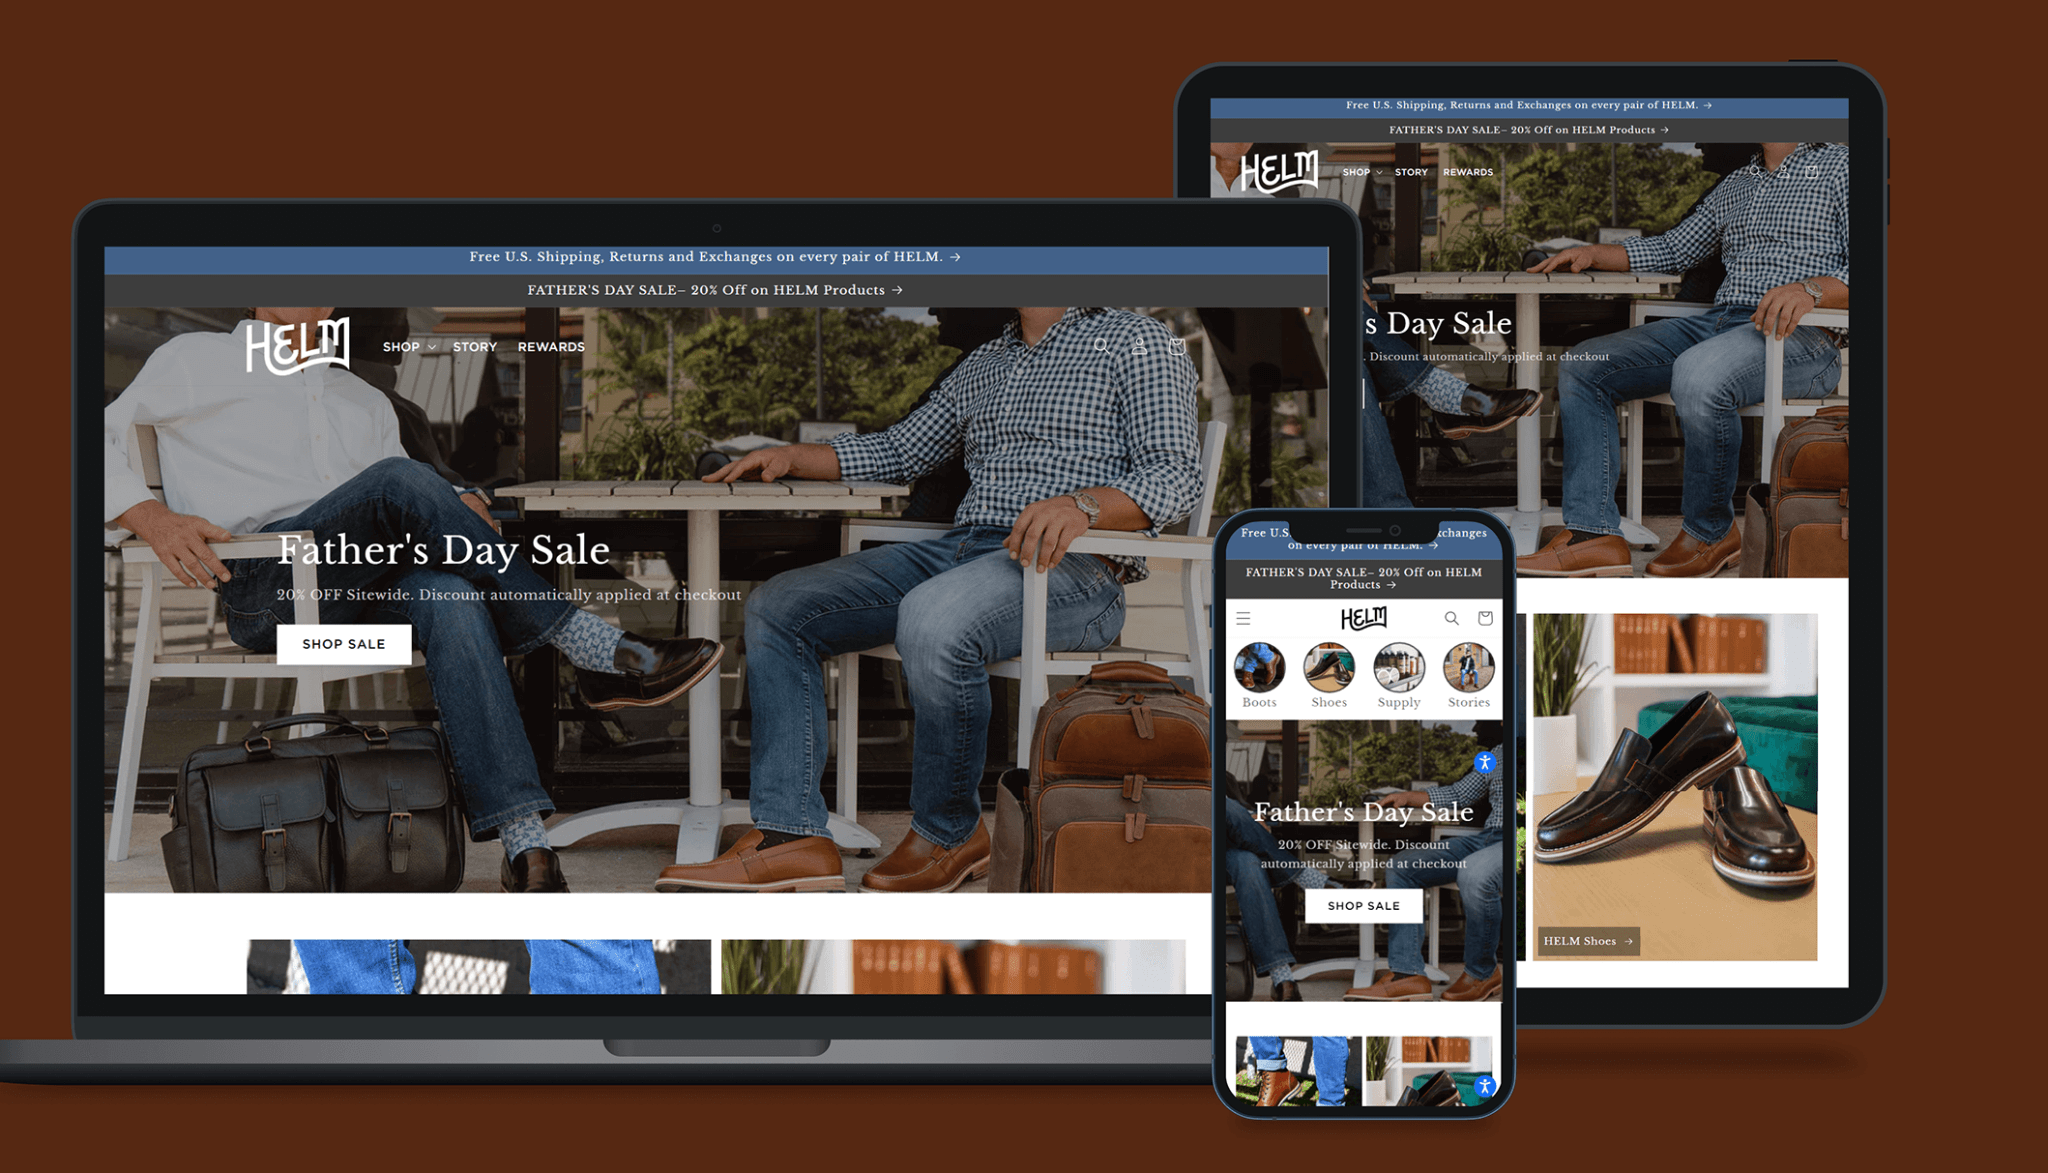 Free U.S. Shipping, Returns and Exchanges on every pair of HELM. →
FATHER'S DAY SALE– 20% Off on HELM Products →
HELM
SHOP STORY REWARDS
Father's Day Sale
20% OFF Sitewide. Discount automatically applied at checkout
SHOP SALE
Free U.S. Shipping, Returns and Exchanges on every pair of HELM. →
FATHER'S DAY SALE– 20% Off on HELM Products →
HELM
SHOP STORY REWARDS
s Day Sale
. Discount automatically applied at checkout
HELM Shoes →
Free U.S. xchanges
on every pair of HELM. →
FATHER'S DAY SALE– 20% Off on HELM
Products →
HELM
Boots Shoes Supply Stories
Father's Day Sale
20% OFF Sitewide. Discount
automatically applied at checkout
SHOP SALE